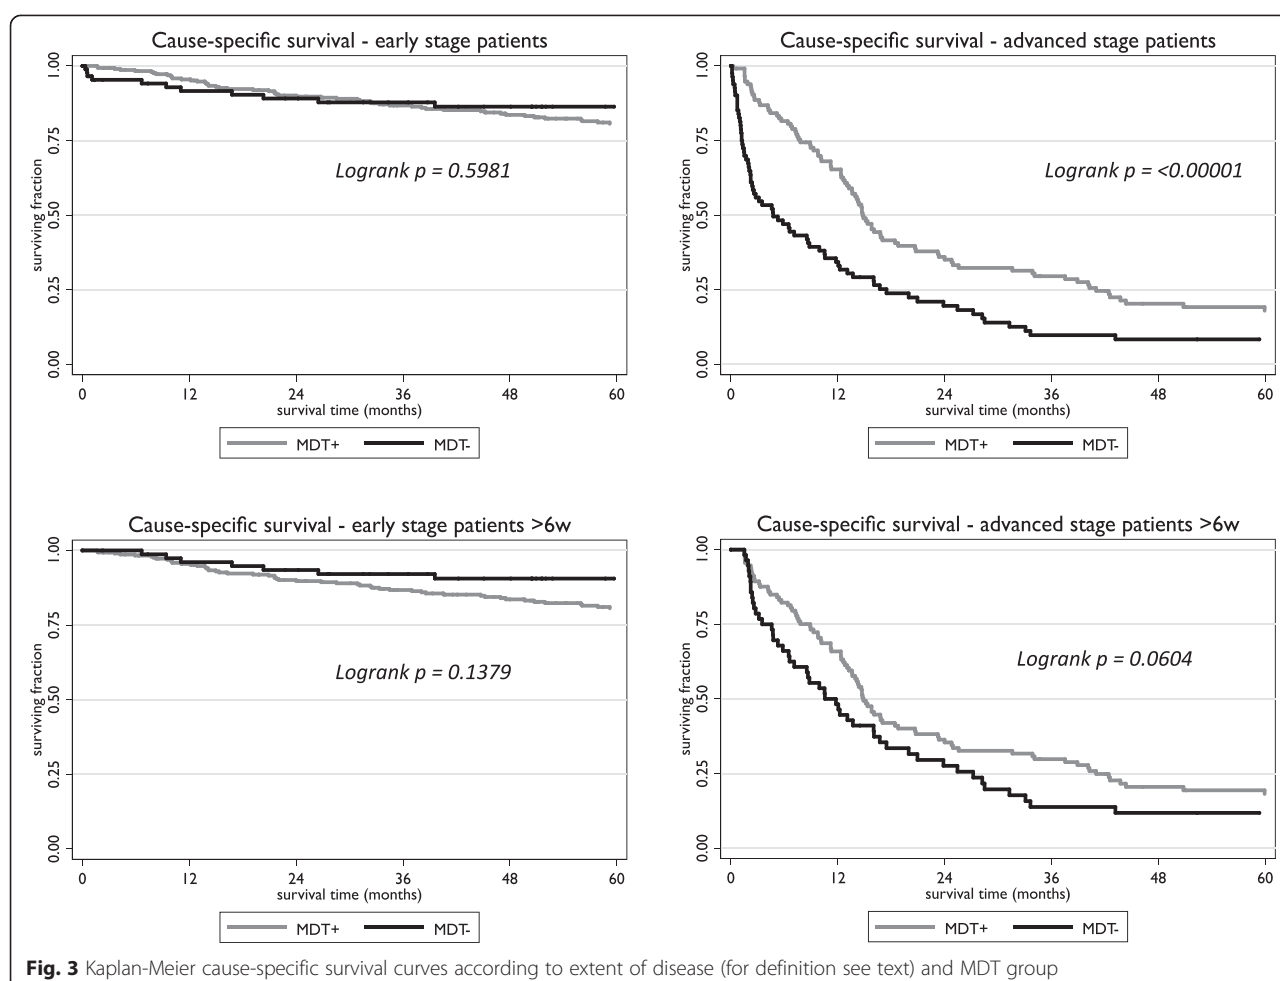 Cause-specific survival - early stage patients
1.00
0.75
0.50
0.25
0.00
surviving fraction
Logrank p = 0.5981
0 12 24 36 48 60
survival time (months)
MDT+ MDT-
Cause-specific survival - advanced stage patients
1.00
0.75
0.50
0.25
0.00
surviving fraction
Logrank p = <0.00001
0 12 24 36 48 60
survival time (months)
MDT+ MDT-
Cause-specific survival - early stage patients >6w
1.00
0.75
0.50
0.25
0.00
surviving fraction
Logrank p = 0.1379
0 12 24 36 48 60
survival time (months)
MDT+ MDT-
Cause-specific survival - advanced stage patients >6w
1.00
0.75
0.50
0.25
0.00
surviving fraction
Logrank p = 0.0604
0 12 24 36 48 60
survival time (months)
MDT+ MDT-
Fig. 3 Kaplan-Meier cause-specific survival curves according to extent of disease (for definition see text) and MDT group